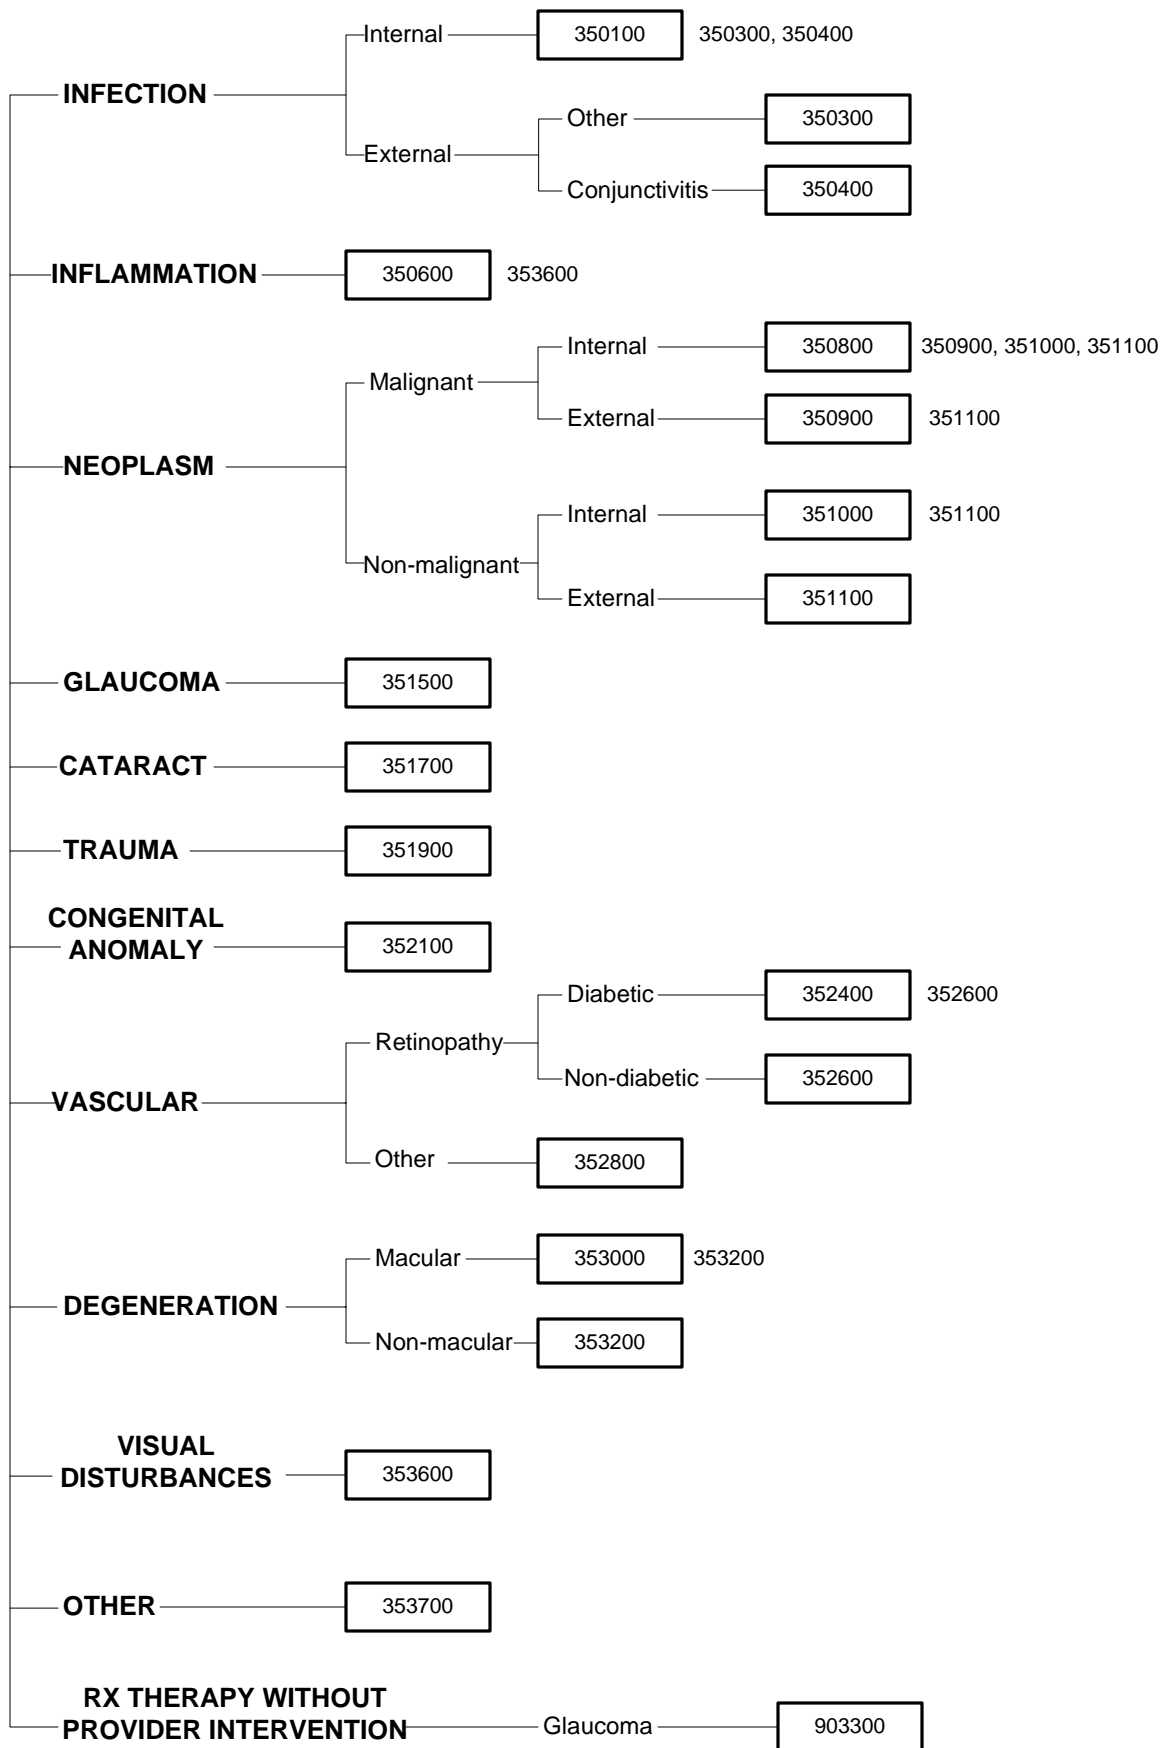 Internal 350100 350300, 350400
INFECTION
Other 350300
External
Conjunctivitis 350400
INFLAMMATION 350600 353600
Internal 350800 350900, 351000, 351100
Malignant
External 350900 351100
NEOPLASM
Internal 351000 351100
Non-malignant
External 351100
GLAUCOMA 351500
CATARACT 351700
TRAUMA 351900
CONGENITAL
ANOMALY 352100
Diabetic 352400 352600
Retinopathy
Non-diabetic 352600
VASCULAR
Other 352800
Macular 353000 353200
DEGENERATION
Non-macular 353200
VISUAL
DISTURBANCES 353600
OTHER 353700
RX THERAPY WITHOUT
PROVIDER INTERVENTION Glaucoma 903300